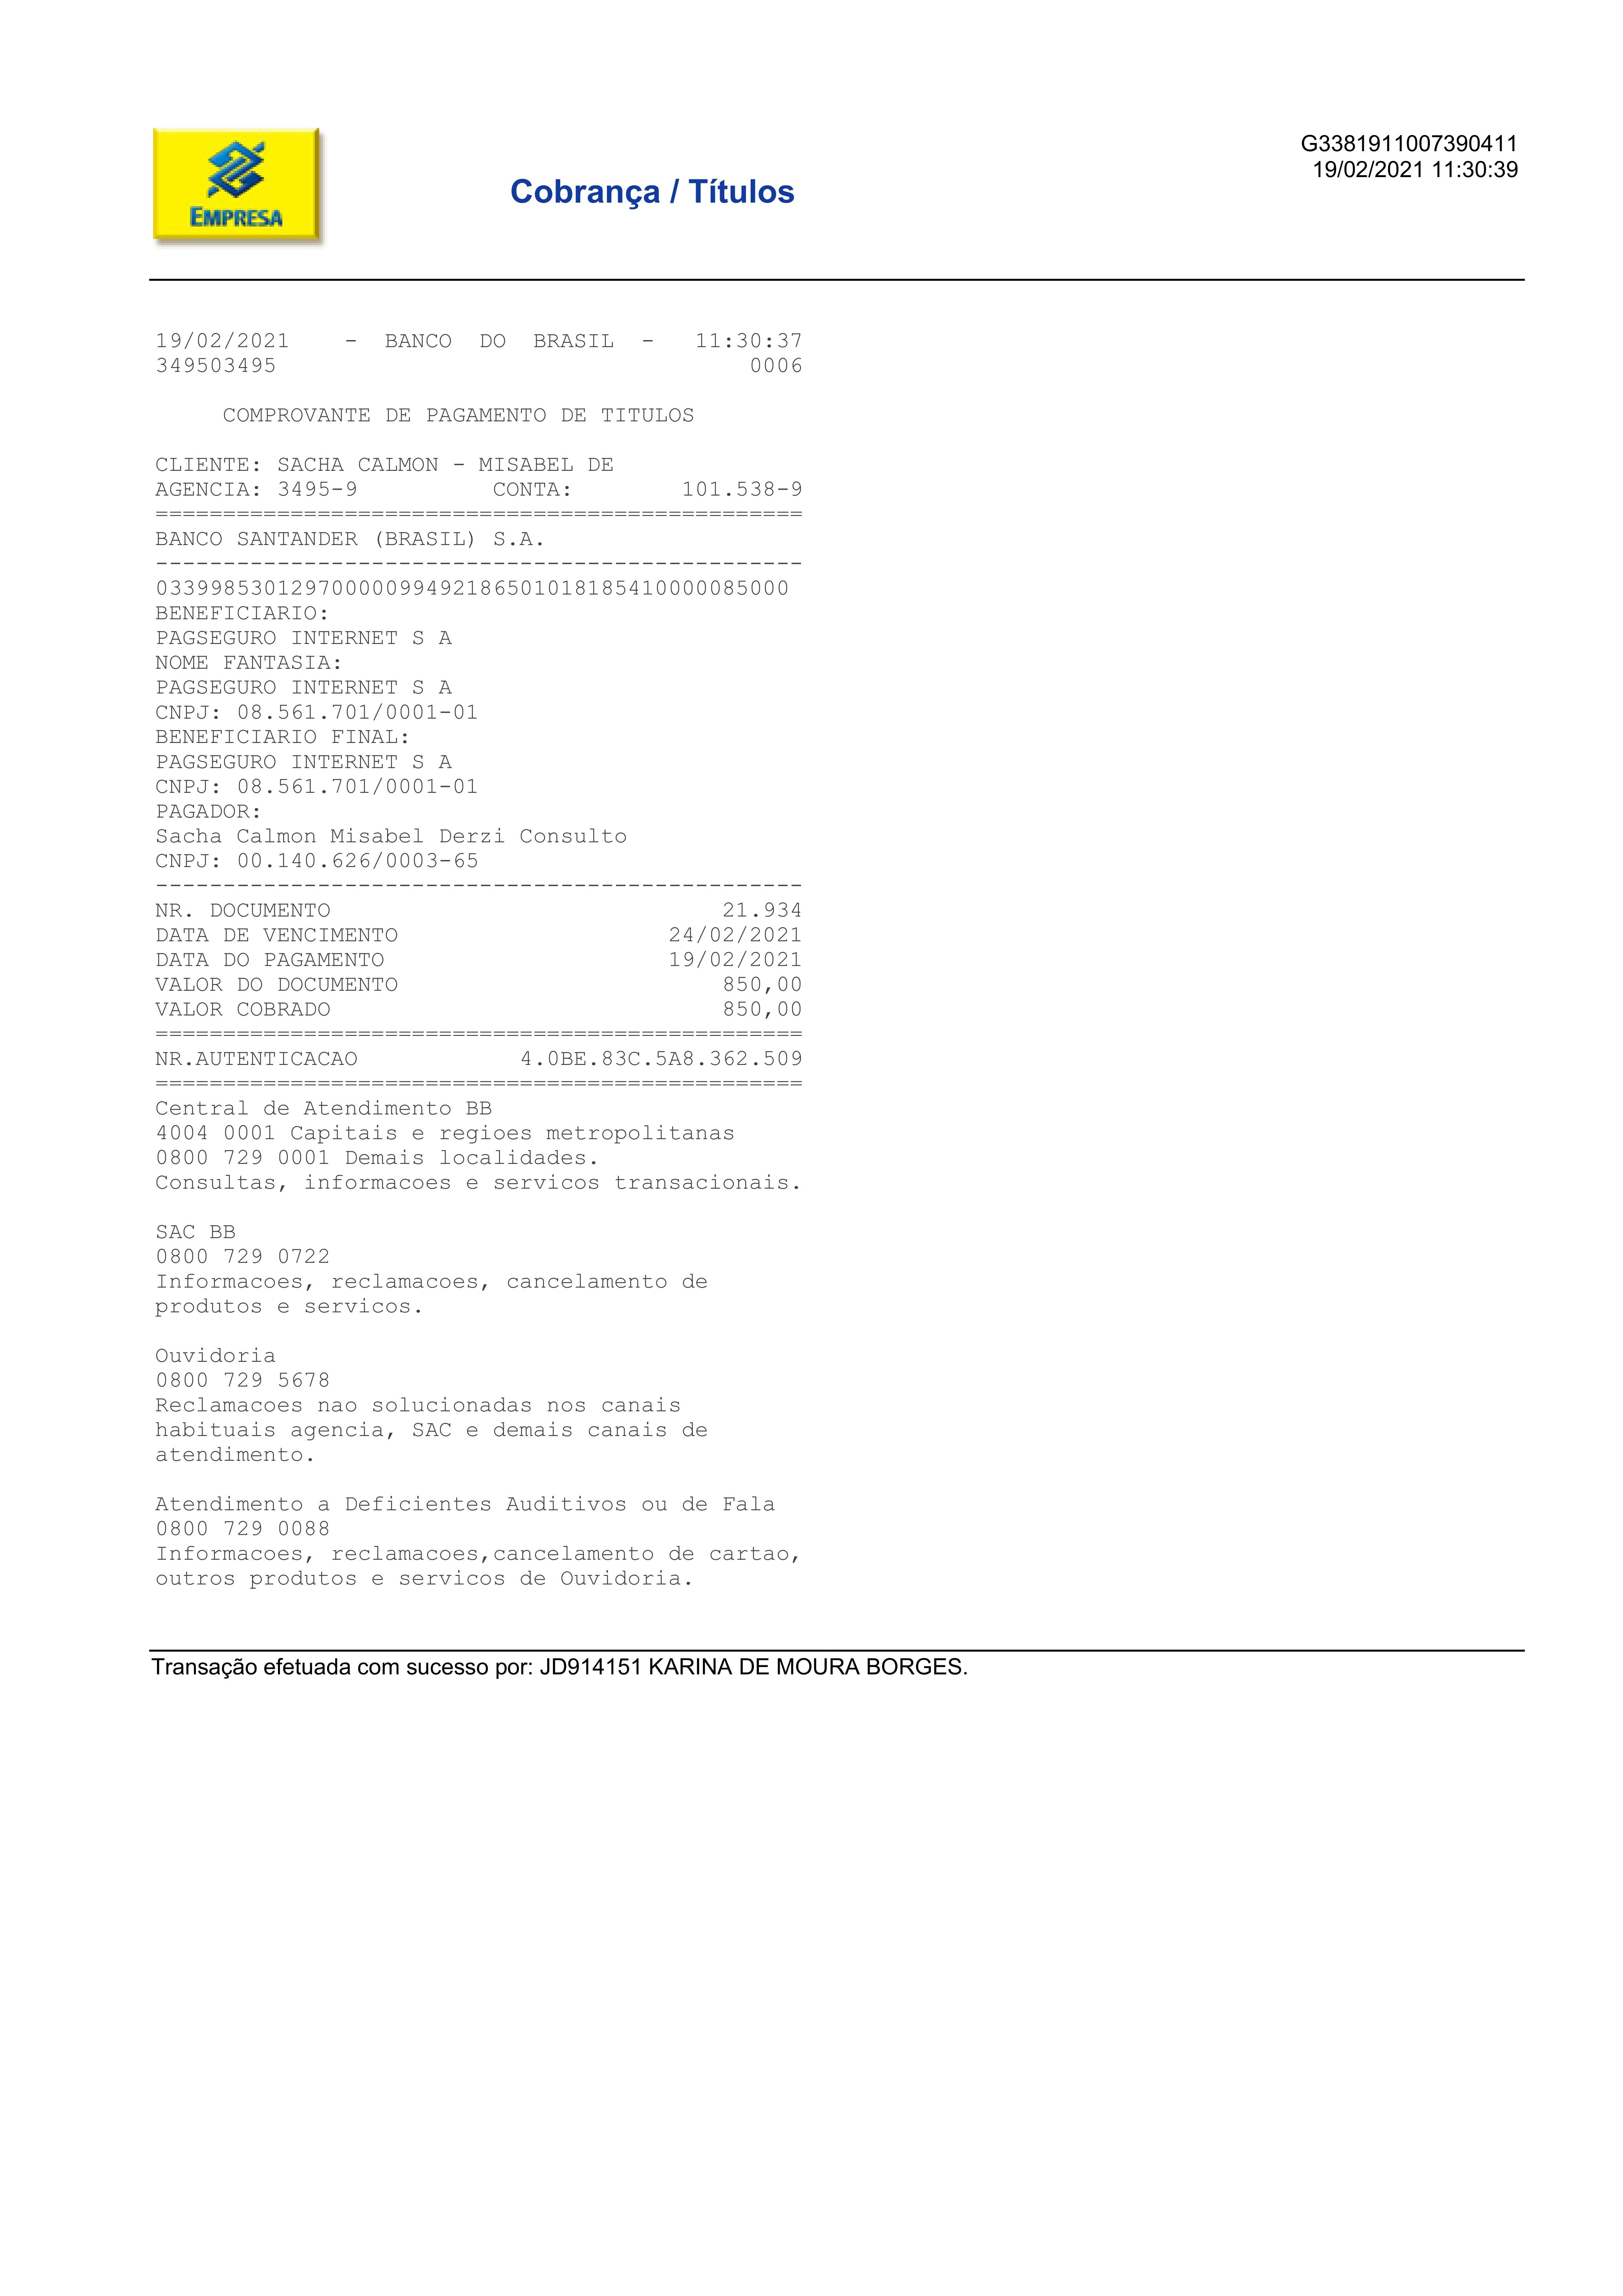 EMPRESA
Cobrança / Títulos
G3381911007390411
19/02/2021 11:30:39
19/02/2021 - BANCO DO BRASIL - 11:30:37
349503495 0006
COMPROVANTE DE PAGAMENTO DE TITULOS
CLIENTE: SACHA CALMON - MISABEL DE
AGENCIA: 3495-9 CONTA: 101.538-9
================================================
BANCO SANTANDER (BRASIL) S.A.
------------------------------------------------
03399853012970000099492186501018185410000085000
BENEFICIARIO:
PAGSEGURO INTERNET S A
NOME FANTASIA:
PAGSEGURO INTERNET S A
CNPJ: 08.561.701/0001-01
BENEFICIARIO FINAL:
PAGSEGURO INTERNET S A
CNPJ: 08.561.701/0001-01
PAGADOR:
Sacha Calmon Misabel Derzi Consulto
CNPJ: 00.140.626/0003-65
------------------------------------------------
NR. DOCUMENTO 21.934
DATA DE VENCIMENTO 24/02/2021
DATA DO PAGAMENTO 19/02/2021
VALOR DO DOCUMENTO 850,00
VALOR COBRADO 850,00
================================================
NR.AUTENTICACAO 4.0BE.83C.5A8.362.509
================================================
Central de Atendimento BB
4004 0001 Capitais e regioes metropolitanas
0800 729 0001 Demais localidades.
Consultas, informacoes e servicos transacionais.
SAC BB
0800 729 0722
Informacoes, reclamacoes, cancelamento de
produtos e servicos.
Ouvidoria
0800 729 5678
Reclamacoes nao solucionadas nos canais
habituais agencia, SAC e demais canais de
atendimento.
Atendimento a Deficientes Auditivos ou de Fala
0800 729 0088
Informacoes, reclamacoes,cancelamento de cartao,
outros produtos e servicos de Ouvidoria.
Transação efetuada com sucesso por: JD914151 KARINA DE MOURA BORGES.